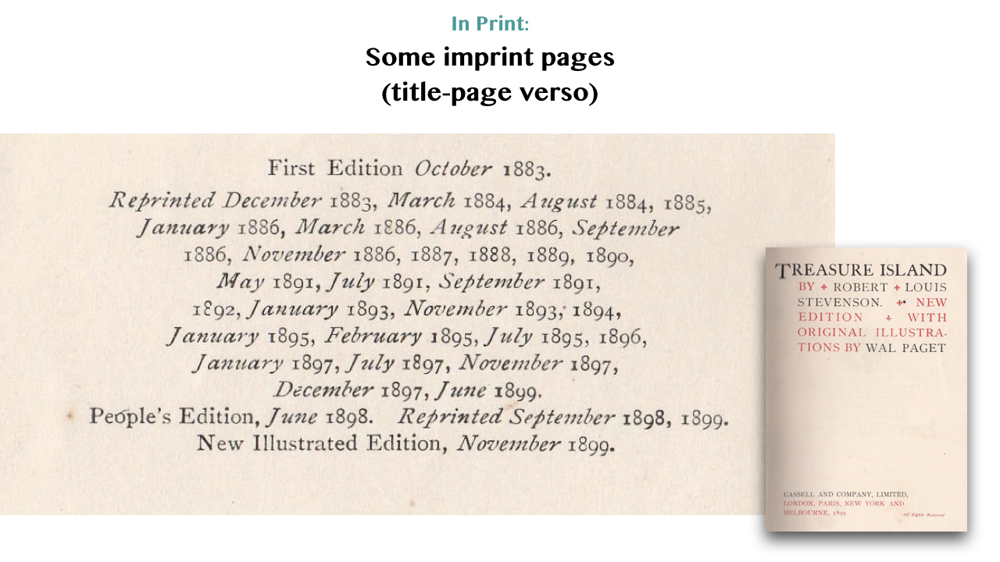 In Print:
Some imprint pages
(title-page verso)
First Edition October 1883.
Reprinted December 1883, March 1884, August 1884, 1885,
January 1886, March 1886, August 1886, September
1886, November 1886, 1887, 1888, 1889, 1890,
May 1891, July 1891, September 1891,
1892, January 1893, November 1893, 1894,
January 1895, February 1895, July 1895, 1896,
January 1897, July 1897, November 1897,
December 1897, June 1899.
People's Edition, June 1898. Reprinted September 1898, 1899.
New Illustrated Edition, November 1899.
TREASURE ISLAND
BY + ROBERT + LOUIS
STEVENSON. + NEW
EDITION + WITH
ORIGINAL ILLUSTRA-
TIONS BY WAL PAGET
CASSELL AND COMPANY, LIMITED,
LONDON, PARIS, NEW YORK AND
MELBOURNE, 1899
All Rights Reserved